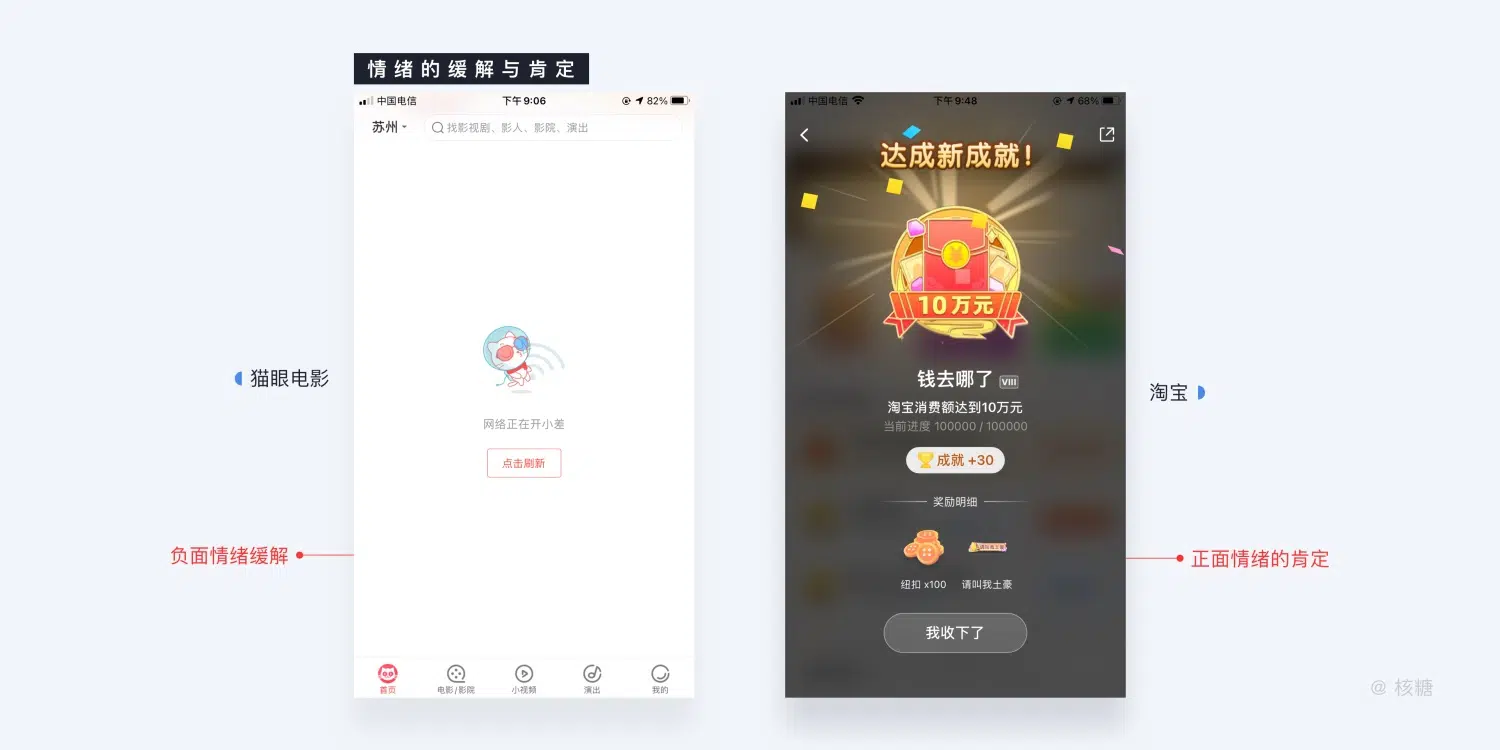 情绪的缓解与肯定
中国电信
下午9:06
82%
苏州
找影视剧、影人、影院、演出
网络正在开小差
点击刷新
首页
电影/影院
小视频
演出
我的
猫眼电影
负面情绪缓解
中国电信
下午9:48
68%
达成新成就!
10万元
钱去哪了 VIII
淘宝消费额达到10万元
当前进度 100000 / 100000
成就 +30
奖励明细
纽扣 x100
请叫我土豪
我收下了
淘宝
正面情绪的肯定
@ 核糖